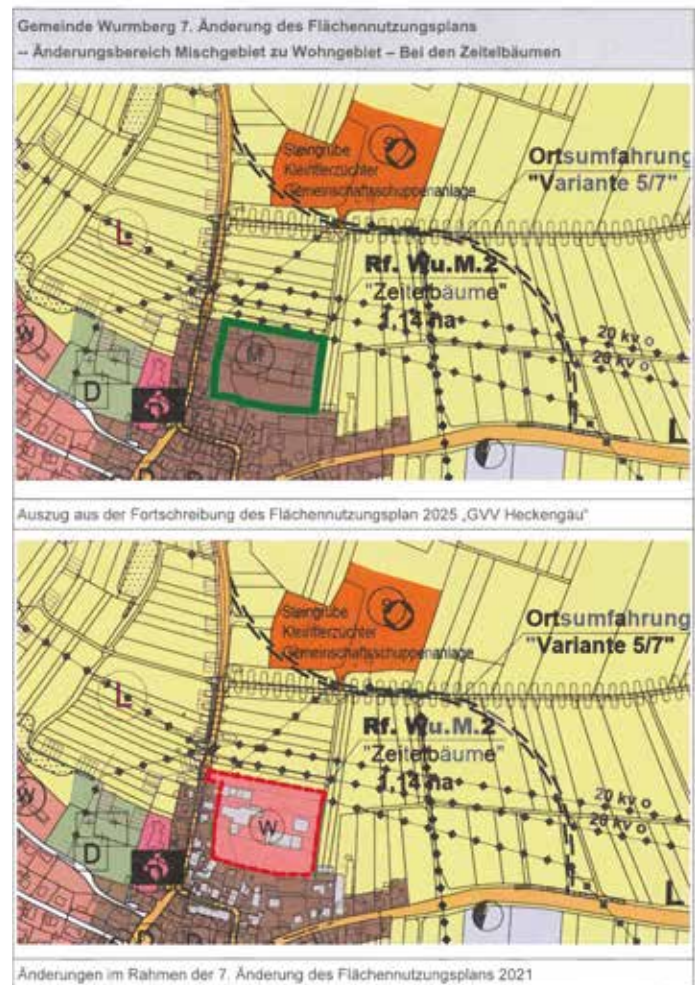 Gemeinde Wurmberg 7. Änderung des Flächennutzungsplans
-- Änderungsbereich Mischgebiet zu Wohngebiet – Bei den Zeitelbäumen
Steingrube
Kleintierzüchter
Gemeinschaftsschuppenanlage
Ortsumfahrung
"Variante 5/7"
L
Rf. Wu.M.2
"Zeitelbäume"
1,14 ha
M
W
D
20 kv o
20 kv o
L
Auszug aus der Fortschreibung des Flächennutzungsplan 2025 „GVV Heckengäu"
Steingrube
Kleintierzüchter
Gemeinschaftsschuppenanlage
Ortsumfahrung
"Variante 5/7"
L
Rf. Wu.M.2
"Zeitelbäume"
1,14 ha
W
W
D
20 kv o
20 kv o
L
Änderungen im Rahmen der 7. Änderung des Flächennutzungsplans 2021